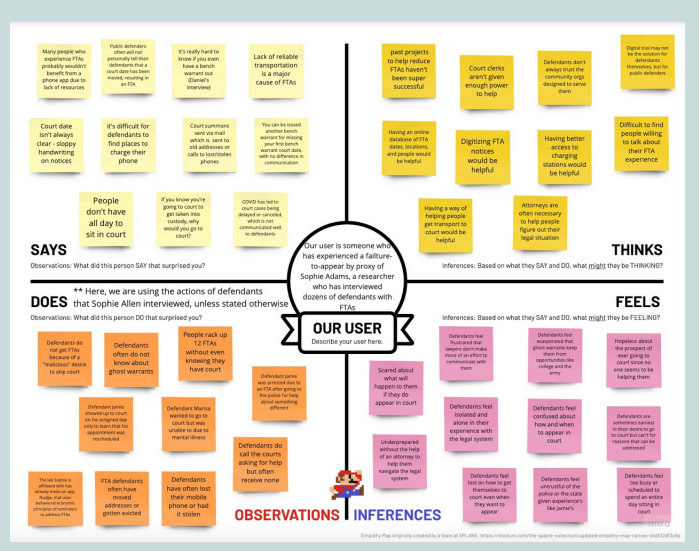 Many people who
experience FTAs
probably wouldn't
benefit from a
phone app due to
lack of resources
Public defenders
often will not
personally tell their
defendants that a
court date has been
moved, resulting in
an FTA
It's really hard to
know if you even
have a bench
warrant out
(Daniel's
interview)
Lack of reliable
transportation
is a major
cause of FTAs
Court date
isn't always
clear - sloppy
handwriting
on notices
it's difficult for
defendants to
find places to
charge their
phone
Court summons
sent via mail
which is sent to
old addresses or
calls to lost/stolen
phones
You can be issued
another bench
warrant for missing
your first bench
warrant court date,
with no difference in
communication
People
don't have
all day to
sit in court
If you know you're
going to court to
get taken into
custody, why
would you go to
court?
COVID has led to
court cases being
delayed or canceled,
which is not
communicated well
to defendants
SAYS
Observations: What did this person SAY that surprised you?
past projects
to help reduce
FTAs haven't
been super
successful
Court clerks
aren't given
enough power
to help
Defendants don't
always trust the
community orgs
designed to serve
them
Digital tool may not
be the solution for
defendants
themselves, but for
public defenders
Having an online
database of FTA
dates, locations,
and people would
be helpful
Digitizing FTA
notices
would be
helpful
Having better
access to
charging
stations would
be helpful
Difficult to find
people willing
to talk about
their FTA
experience
Having a way of
helping people
get transport to
court would be
helpful
Attorneys are
often necessary
to help people
figure out their
legal situation
THINKS
Inferences: Based on what they SAY and DO, what might they be THINKING?
Our user is someone who
has experienced a failture-
to-appear by proxy of
Sophie Adams, a researcher
who has interviewed
dozens of defendants with
FTAs
OUR USER
Describe your user here.
DOES
** Here, we are using the actions of defendants
that Sophie Allen interviewed, unless stated otherwise
Observations: What did this person DO that surprised you?
Defendants do
not get FTAs
because of a
"malicious" desire
to skip court
Defendants
often do not
know about
ghost warrants
People rack up
12 FTAs
without even
knowing they
have court
Defendant Jamie
was arrested due to
an FTA after going to
the police for help
about something
different
Defendant Jamie
showed up to court
on his assigned day
only to learn that his
appointment was
rescheduled
Defendant Marisa
wanted to go to
court but was
unable to due to
mental illness
Defendants do
call the courts
asking for help
but often
receive none
The lab Sophie is
affiliated with has
already made an app,
Nudge, that uses
behavioral economic
principles of reminders
to address FTAs
FTA defendants
often have
moved
addresses or
gotten evicted
Defendants
have often lost
their mobile
phone or had
it stolen
OBSERVATIONS
FEELS
Inferences: Based on what they SAY and DO, what might they be FEELING?
Defendants feel
frustrated that
lawyers don't make
more of an effort to
communicate with
them
Defendants feel
exasperated that
ghost warrants keep
them from
opportunities like
college and the
army
Hopeless about
the prospect of
ever going to
court since no
one seems to be
helping them
Scared about
what will
happen to them
if they do
appear in court
Defendants feel
isolated and
alone in their
experience with
the legal system
Defendants feel
confused about
how and when
to appear in
court
Defendants are
sometimes earnest
in their desire to go
to court but can't for
reasons that can be
addressed
Underprepared
without the help
of an attorney to
help them
navigate the
legal system
Defendants feel
lost on how to get
themselves to
court even when
they want to
appear
Defendants feel
untrustful of the
police or the state
given experience's
like Jamie's
Defendants feel
too busy or
scheduled to
spend an entire
day sitting in
court
INFERENCES
miro